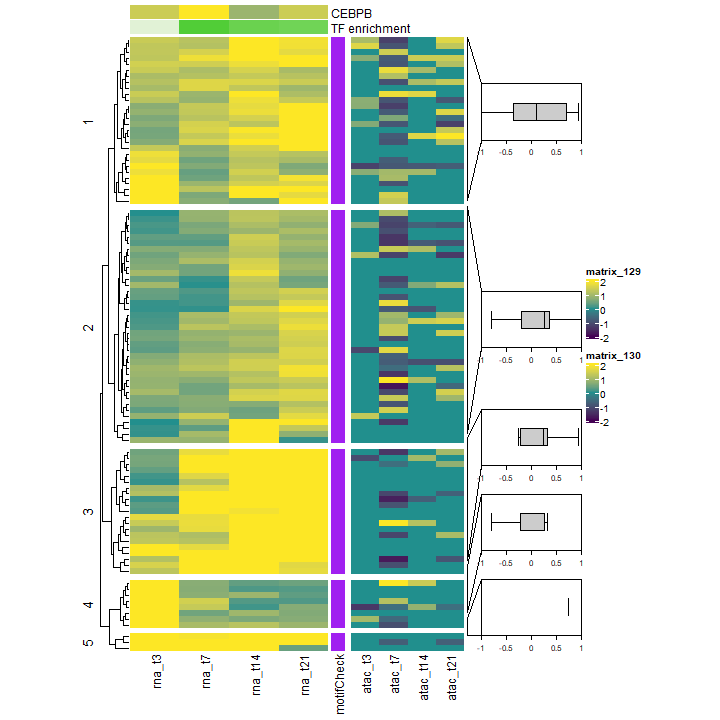 CEBPB
TF enrichment
1
-1 -0.5 0 0.5 1
2
matrix_129
2
1
0
-1
-2
-1 -0.5 0 0.5 1
matrix_130
2
1
0
-1
-2
-1 -0.5 0 0.5 1
3
-1 -0.5 0 0.5 1
4
5
-1 -0.5 0 0.5 1
rna_t3 rna_t7 rna_t14 rna_t21 motifCheck atac_t3 atac_t7 atac_t14 atac_t21